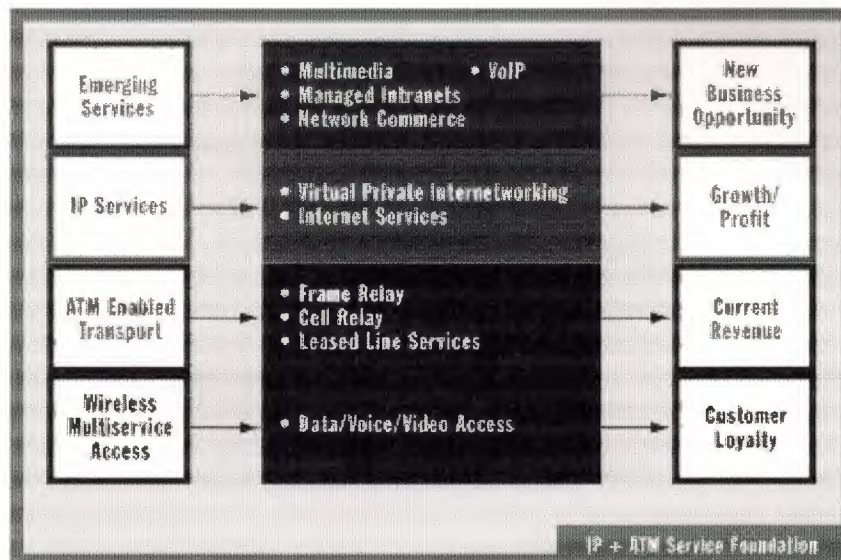 Emerging
Services
• Multimedia • VoIP
• Managed Intranets
• Network Commerce
New
Business
Opportunity
IP Services
• Virtual Private Internetworking
• Internet Services
Growth/
Profit
ATM Enabled
Transport
• Frame Relay
• Cell Relay
• Leased Line Services
Current
Revenue
Wireless
Multiservice
Access
• Data/Voice/Video Access
Customer
Loyalty
IP + ATM Service Foundation